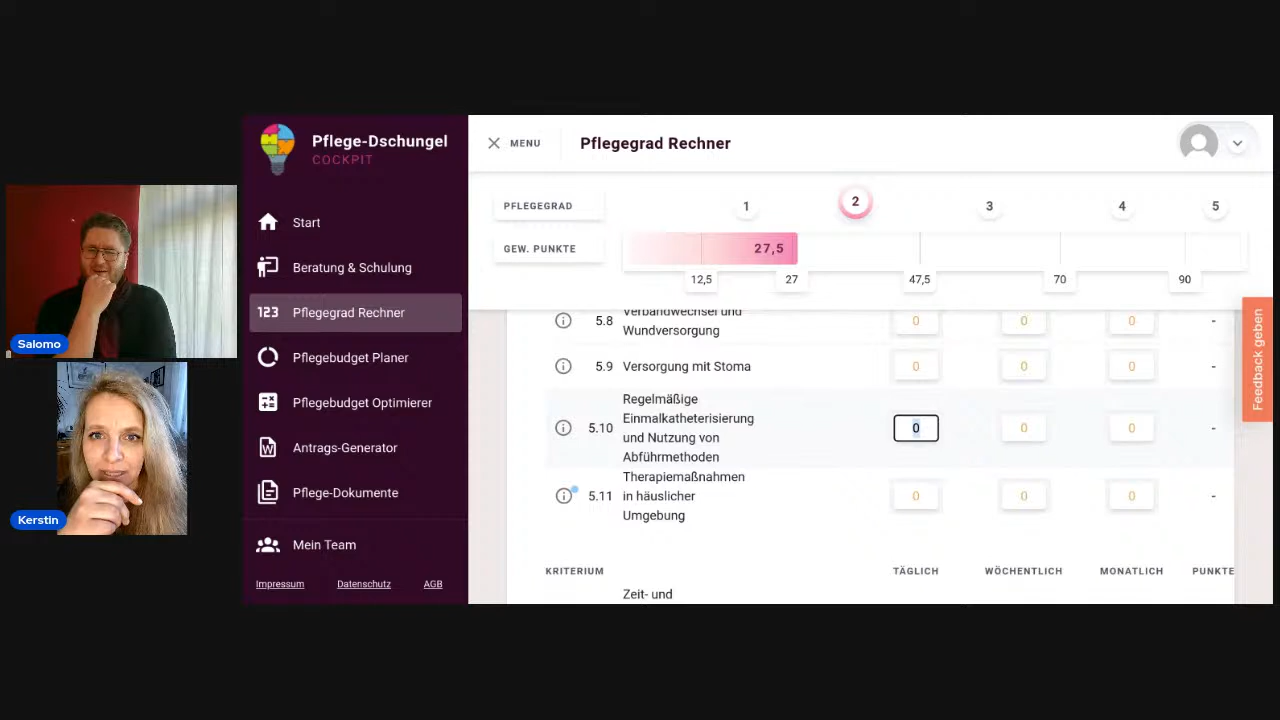 Salomo
Kerstin
Pflege-Dschungel
COCKPIT
Start
Beratung & Schulung
123 Pflegegrad Rechner
Pflegebudget Planer
Pflegebudget Optimierer
W Antrags-Generator
Pflege-Dokumente
Mein Team
Impressum Datenschutz AGB
MENU Pflegegrad Rechner
PFLEGEGRAD 1 2 3 4 5
GEW. PUNKTE 27,5
12,5 27 47,5 70 90
Verbandwechsel und
5.8 Wundversorgung 0 0 0 -
5.9 Versorgung mit Stoma 0 0 0 -
Regelmäßige
Einmalkatheterisierung
5.10 und Nutzung von 0 0 0 -
Abführmethoden
Therapiemaßnahmen
5.11 in häuslicher 0 0 0 -
Umgebung
KRITERIUM TÄGLICH WÖCHENTLICH MONATLICH PUNKTE
Zeit- und
Feedback geben